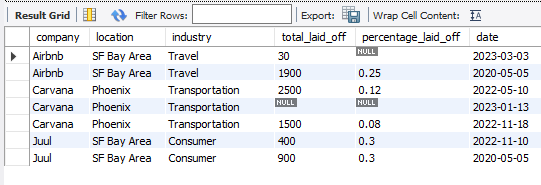 Result Grid Filter Rows: Export: Wrap Cell Content: IA
company location industry total_laid_off percentage_laid_off date
Airbnb SF Bay Area Travel 30 NULL 2023-03-03
Airbnb SF Bay Area Travel 1900 0.25 2020-05-05
Carvana Phoenix Transportation 2500 0.12 2022-05-10
Carvana Phoenix Transportation NULL NULL 2023-01-13
Carvana Phoenix Transportation 1500 0.08 2022-11-18
Juul SF Bay Area Consumer 400 0.3 2022-11-10
Juul SF Bay Area Consumer 900 0.3 2020-05-05